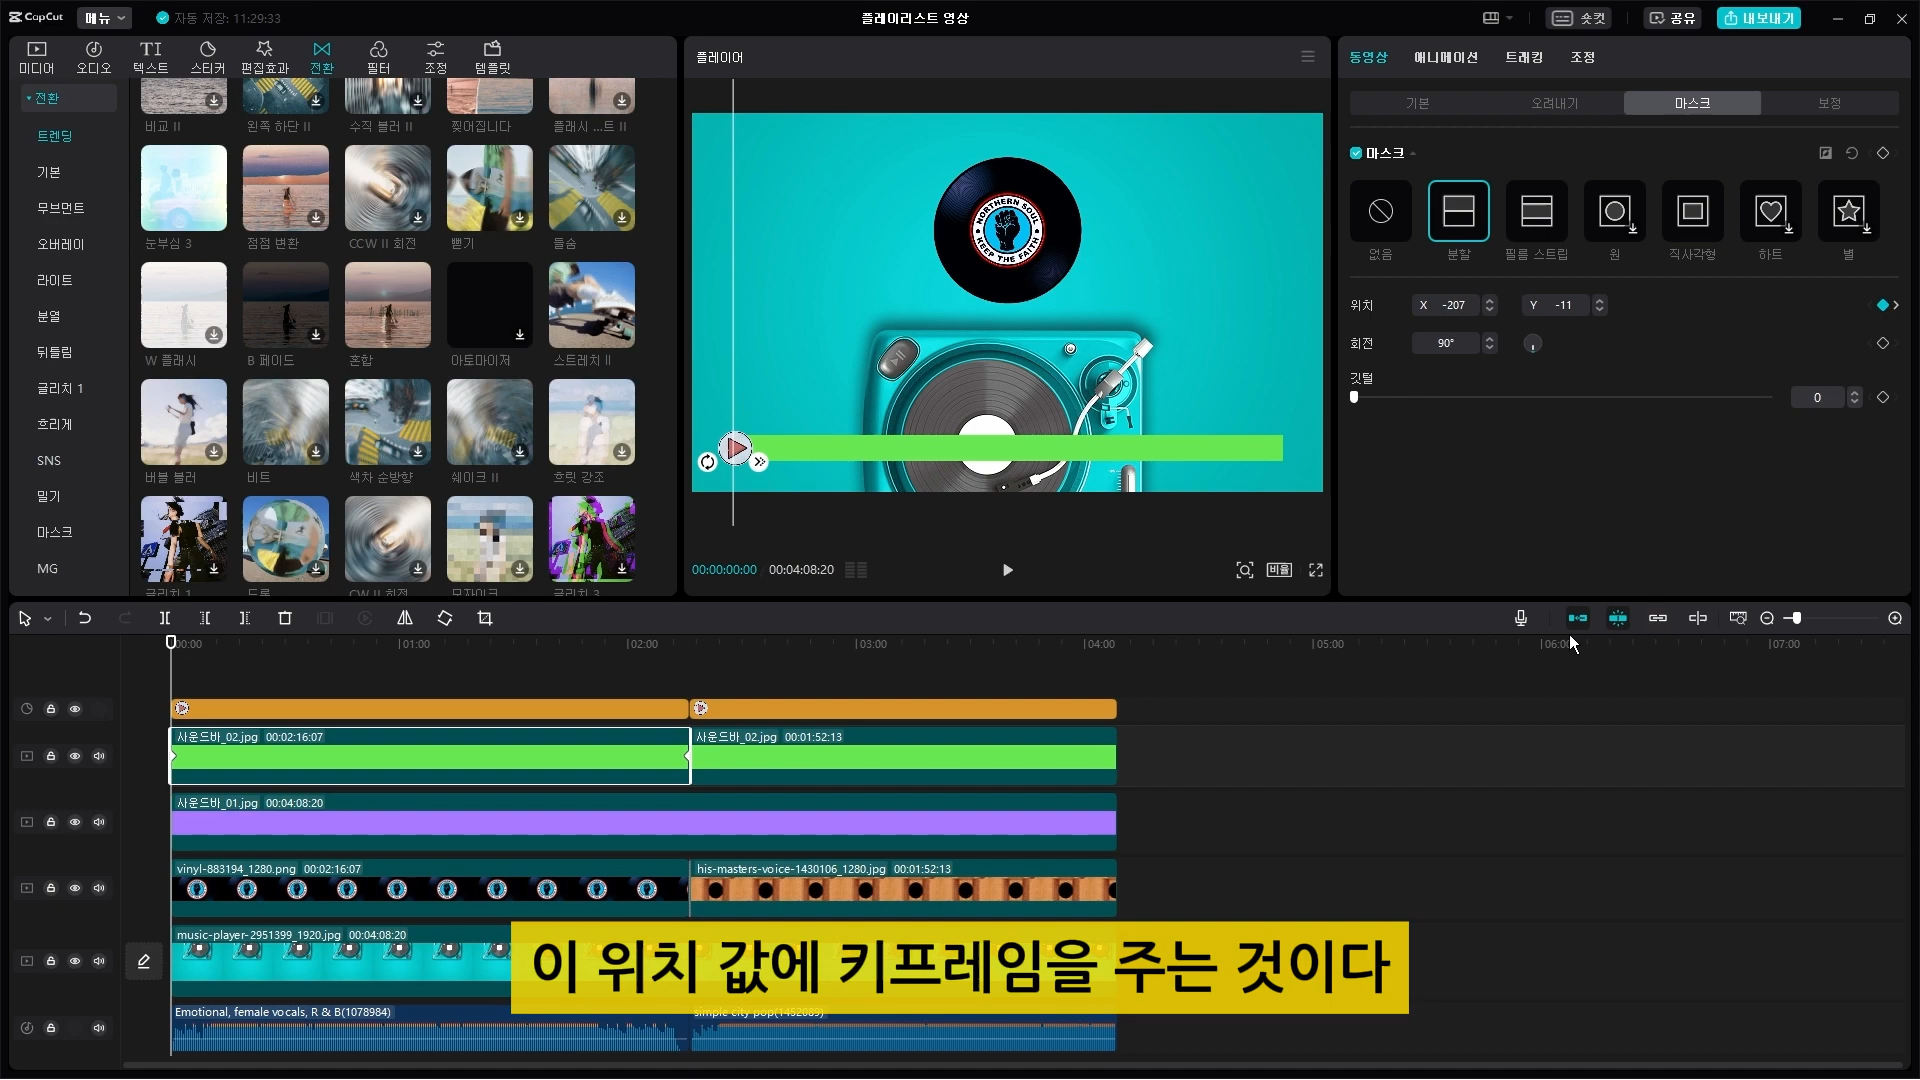 CapCut
메뉴
자동 저장: 11:29:33
플레이리스트 영상
숏컷
공유
내보내기
미디어
오디오
TI
텍스트
스티커
편집효과
전환
필터
조정
템플릿
전환
트렌딩
기본
무브먼트
오버레이
라이트
분열
뒤틀림
글리치 1
흐리게
SNS
밀기
마스크
MG
비교 II
왼쪽 하단 II
수직 블러 II
찢어집니다
플래시 ...트 II
눈부심 3
점점 변환
CCW II 회전
뻗기
들숨
W 플래시
B 페이드
혼합
아토마이저
스트레치 II
버블 블러
비트
색차 순방향
쉐이크 II
흐릿 강조
글리치 1
드론
CW II 회전
모자이크
글리치 3
플레이어
NORTHERN SOUL
KEEP THE FAITH
00:00:00:00
00:04:08:20
비율
동영상
애니메이션
트래킹
조정
기본
오려내기
마스크
보정
마스크
없음
분할
필름 스트립
원
직사각형
하트
별
위치
X -207
Y -11
회전
90°
깃털
0
00:00
01:00
02:00
03:00
04:00
05:00
06:00
07:00
사운드바_02.jpg 00:02:16:07
사운드바_02.jpg 00:01:52:13
사운드바_01.jpg 00:04:08:20
vinyl-883194_1280.png 00:02:16:07
his-masters-voice-1430106_1280.jpg 00:01:52:13
music-player-2951399_1920.jpg 00:04:08:20
이 위치 값에 키프레임을 주는 것이다
Emotional, female vocals, R & B(1078984)
simple city pop(1452889)